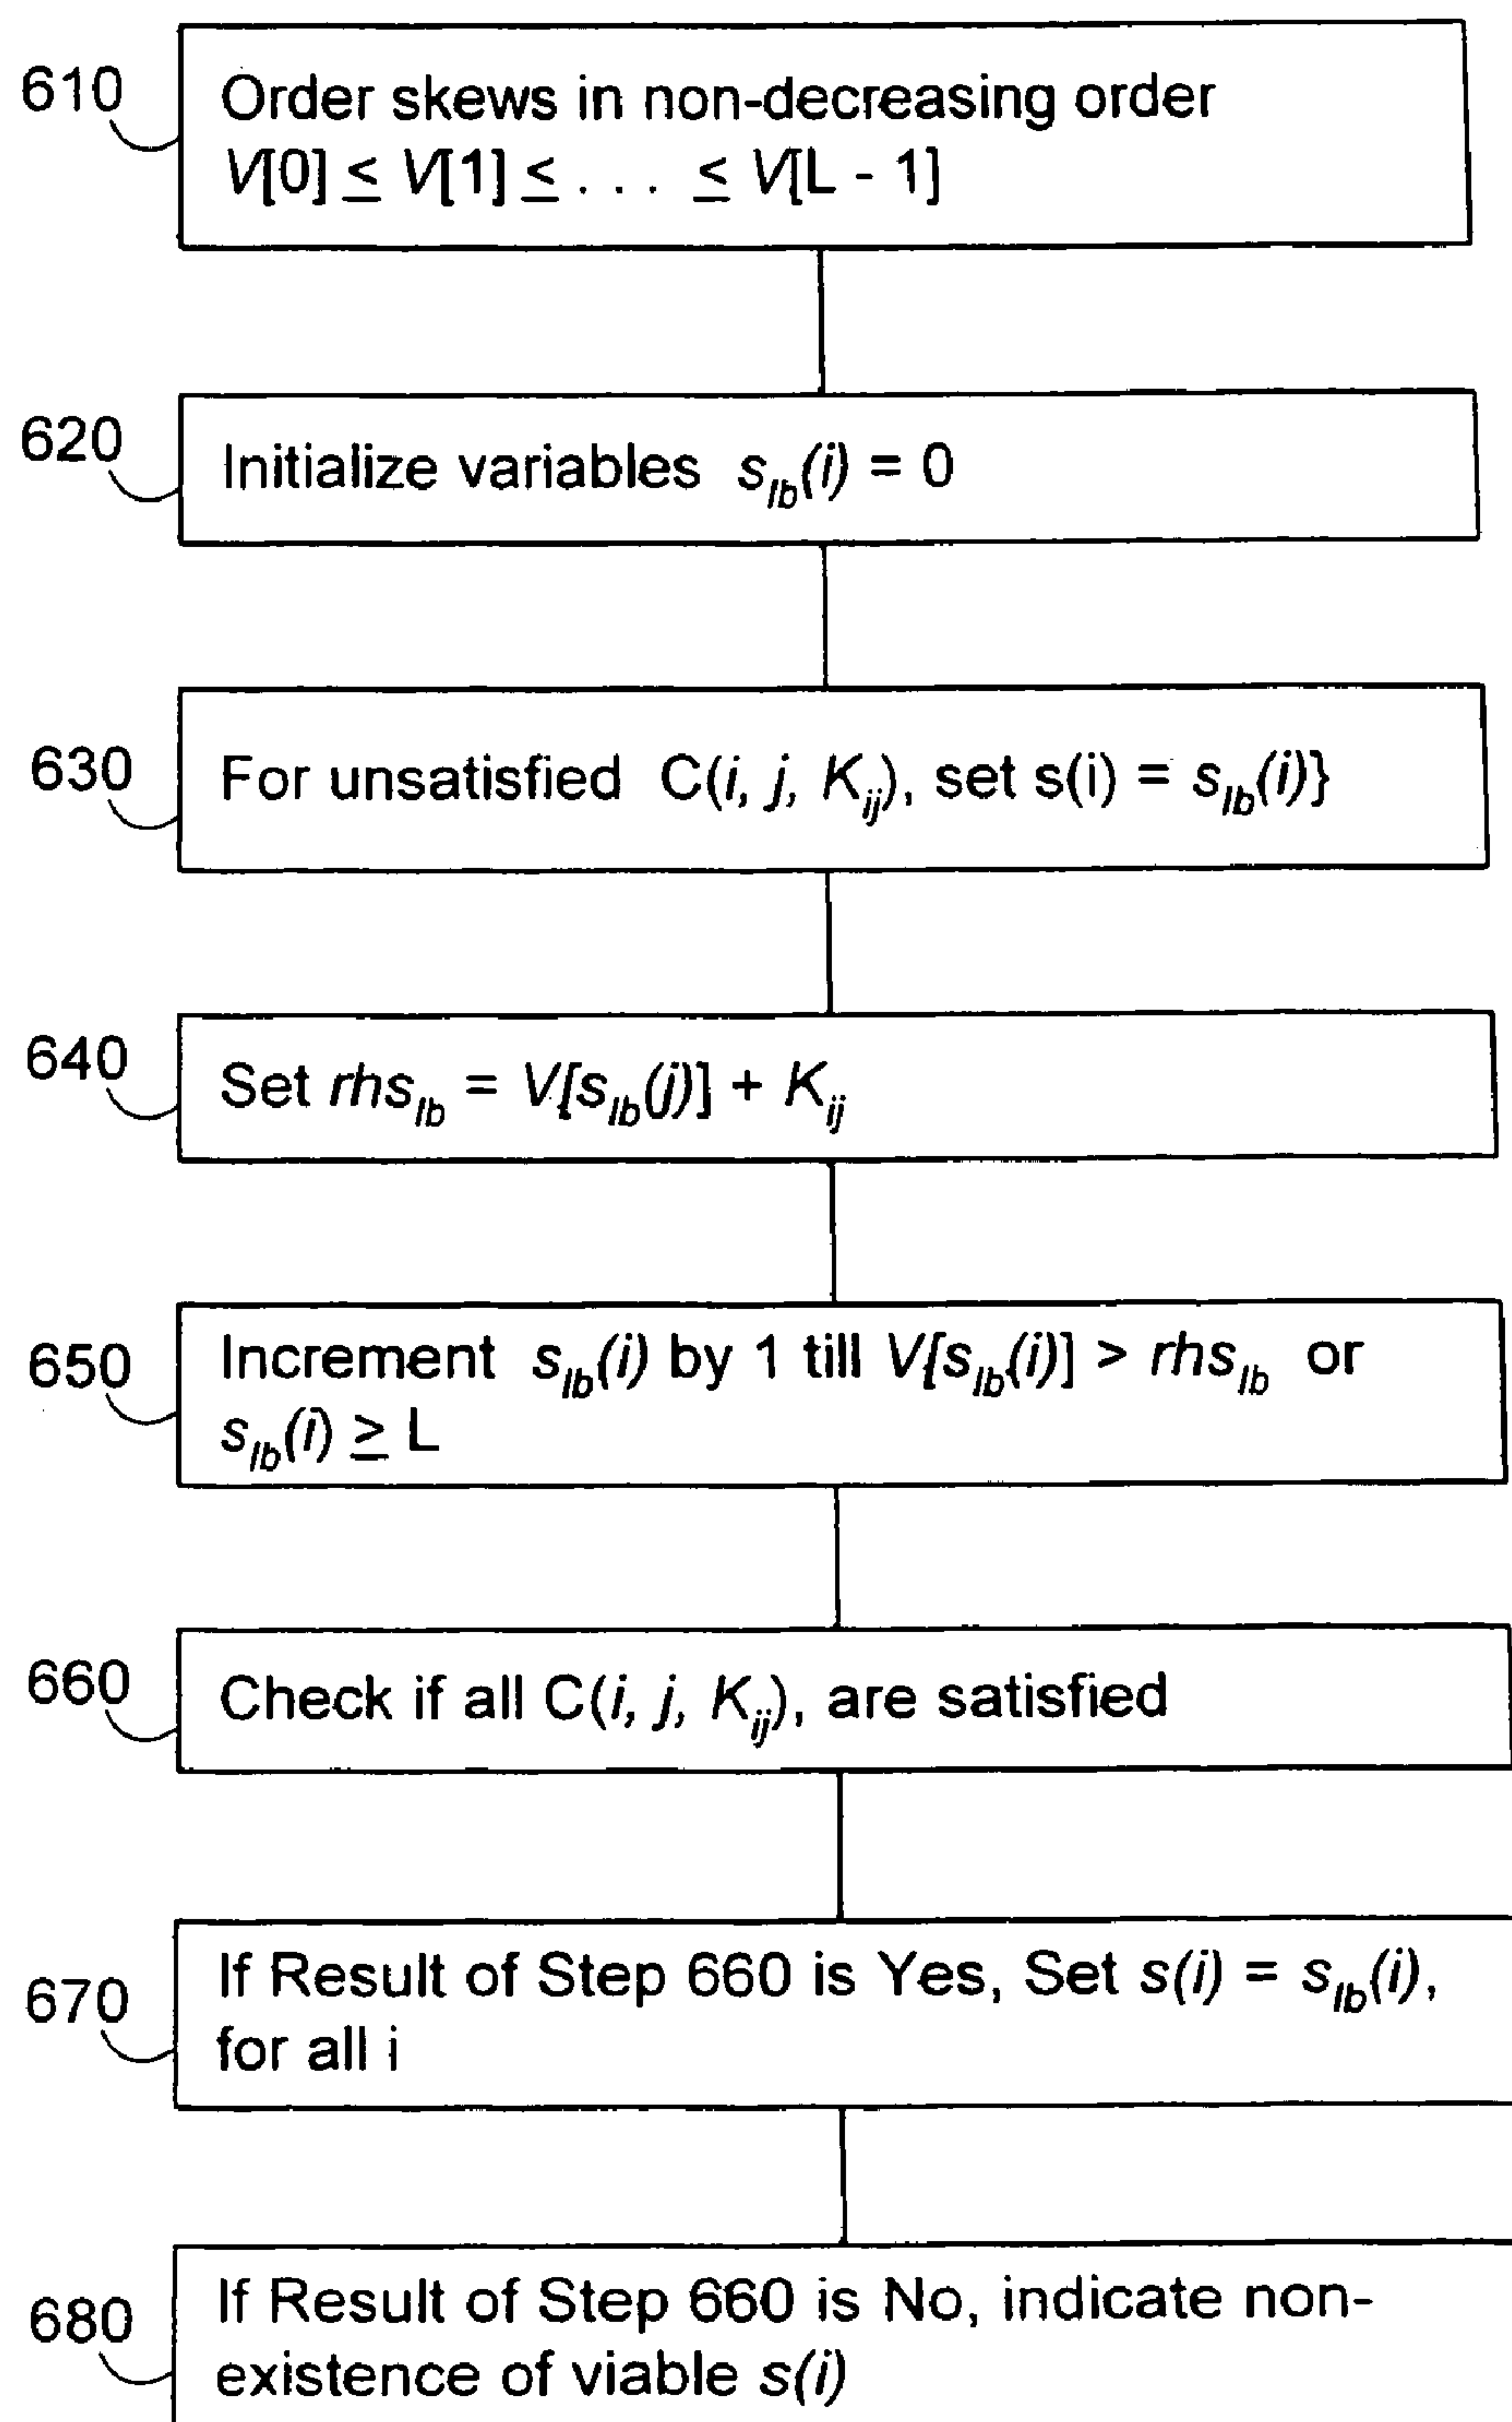 610
Order skews in non-decreasing order
V[0] ≤ V[1] ≤ . . . ≤ V[L - 1]
620
Initialize variables s_lb(i) = 0
630
For unsatisfied C(i, j, K_ij), set s(i) = s_lb(i)}
640
Set rhs_lb = V[s_lb(j)] + K_ij
650
Increment s_lb(i) by 1 till V[s_lb(i)] > rhs_lb or
s_lb(i) ≥ L
660
Check if all C(i, j, K_ij), are satisfied
670
If Result of Step 660 is Yes, Set s(i) = s_lb(i),
for all i
680
If Result of Step 660 is No, indicate non-
existence of viable s(i)